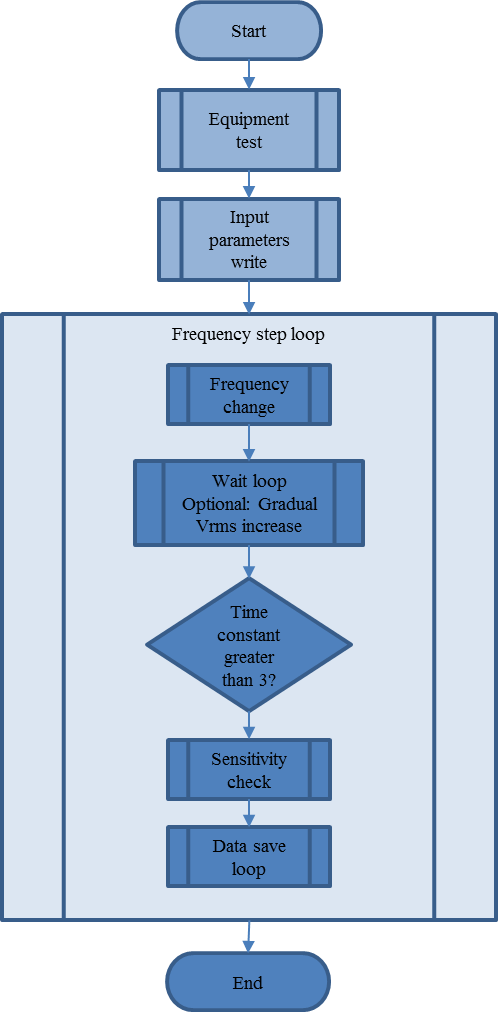 Start
Equipment
test
Input
parameters
write
Frequency step loop
Frequency
change
Wait loop
Optional: Gradual
Vrms increase
Time
constant
greater
than 3?
Sensitivity
check
Data save
loop
End